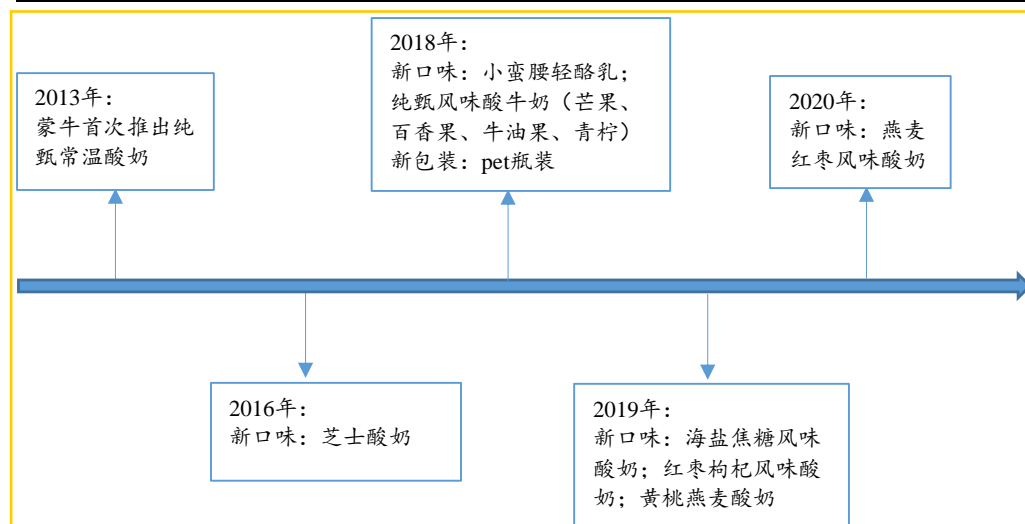 2013年：
蒙牛首次推出纯
甄常温酸奶
2016年：
新口味：芝士酸奶
2018年：
新口味：小蛮腰轻酪乳；
纯甄风味酸牛奶（芒果、
百香果、牛油果、青柠）
新包装：pet瓶装
2019年：
新口味：海盐焦糖风味
酸奶；红枣枸杞风味酸
奶；黄桃燕麦酸奶
2020年：
新口味：燕麦
红枣风味酸奶